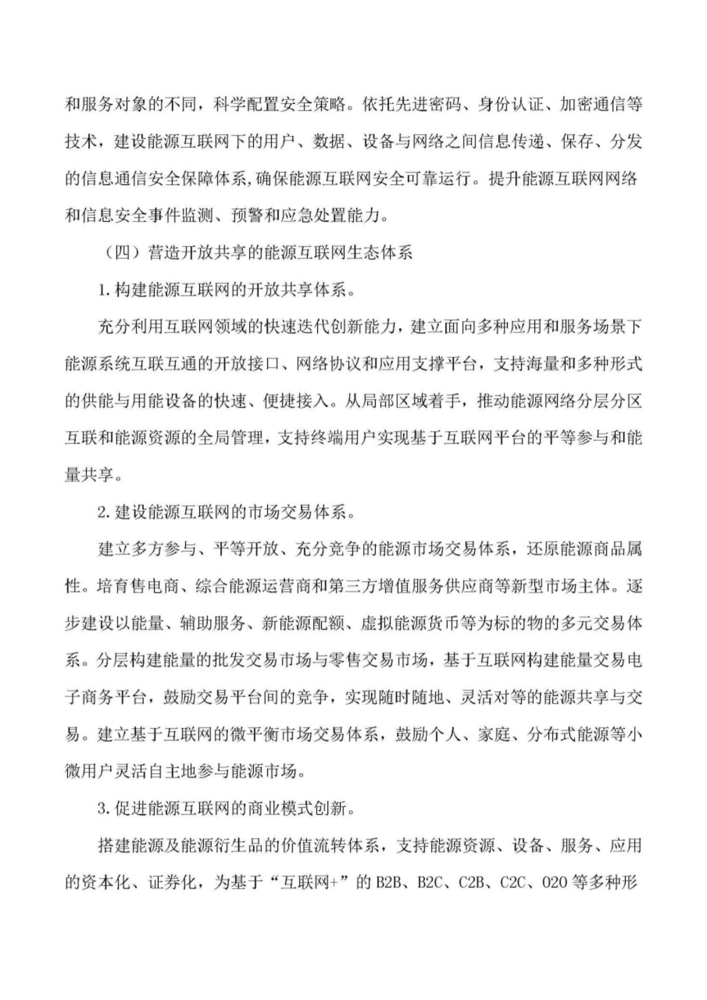 和服务对象的不同，科学配置安全策略。依托先进密码、身份认证、加密通信等
技术，建设能源互联网下的用户、数据、设备与网络之间信息传递、保存、分发
的信息通信安全保障体系,确保能源互联网安全可靠运行。提升能源互联网网络
和信息安全事件监测、预警和应急处置能力。
（四）营造开放共享的能源互联网生态体系
1.构建能源互联网的开放共享体系。
充分利用互联网领域的快速迭代创新能力，建立面向多种应用和服务场景下
能源系统互联互通的开放接口、网络协议和应用支撑平台，支持海量和多种形式
的供能与用能设备的快速、便捷接入。从局部区域着手，推动能源网络分层分区
互联和能源资源的全局管理，支持终端用户实现基于互联网平台的平等参与和能
量共享。
2.建设能源互联网的市场交易体系。
建立多方参与、平等开放、充分竞争的能源市场交易体系，还原能源商品属
性。培育售电商、综合能源运营商和第三方增值服务供应商等新型市场主体。逐
步建设以能量、辅助服务、新能源配额、虚拟能源货币等为标的物的多元交易体
系。分层构建能量的批发交易市场与零售交易市场，基于互联网构建能量交易电
子商务平台，鼓励交易平台间的竞争，实现随时随地、灵活对等的能源共享与交
易。建立基于互联网的微平衡市场交易体系，鼓励个人、家庭、分布式能源等小
微用户灵活自主地参与能源市场。
3.促进能源互联网的商业模式创新。
搭建能源及能源衍生品的价值流转体系，支持能源资源、设备、服务、应用
的资本化、证券化，为基于“互联网+”的 B2B、B2C、C2B、C2C、O2O 等多种形